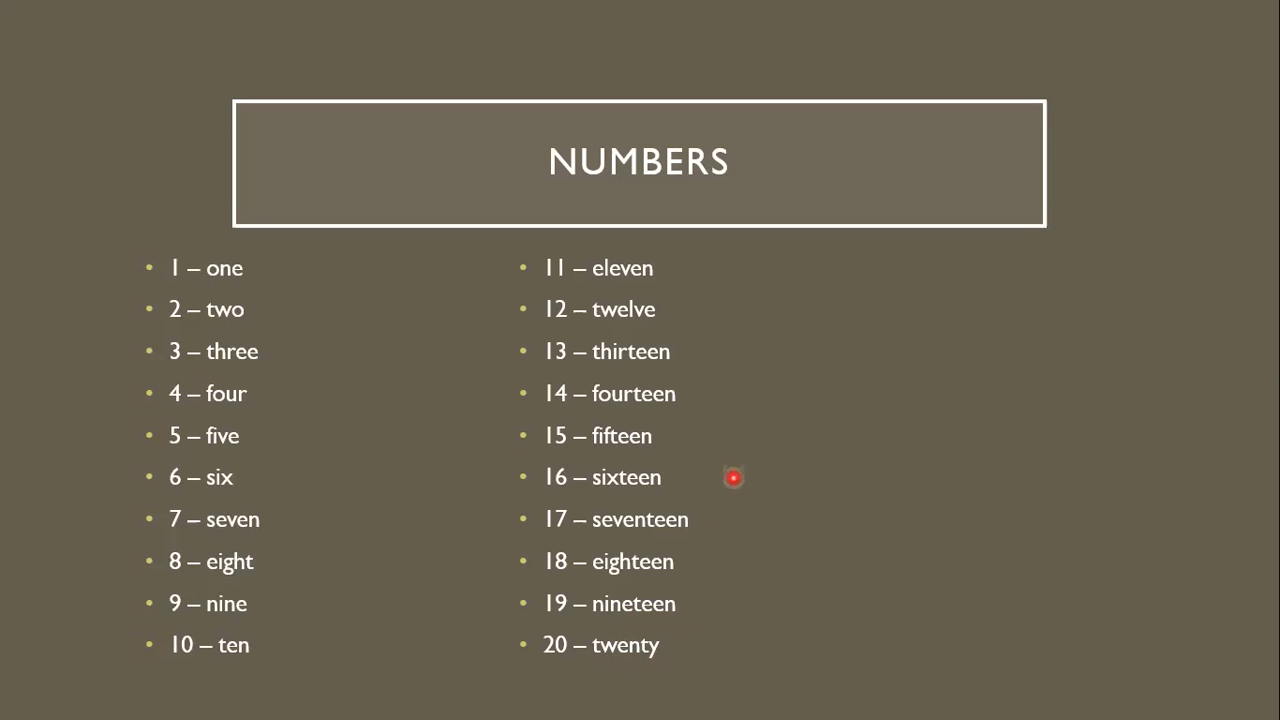 NUMBERS
• 1 – one
• 2 – two
• 3 – three
• 4 – four
• 5 – five
• 6 – six
• 7 – seven
• 8 – eight
• 9 – nine
• 10 – ten
• 11 – eleven
• 12 – twelve
• 13 – thirteen
• 14 – fourteen
• 15 – fifteen
• 16 – sixteen
• 17 – seventeen
• 18 – eighteen
• 19 – nineteen
• 20 – twenty